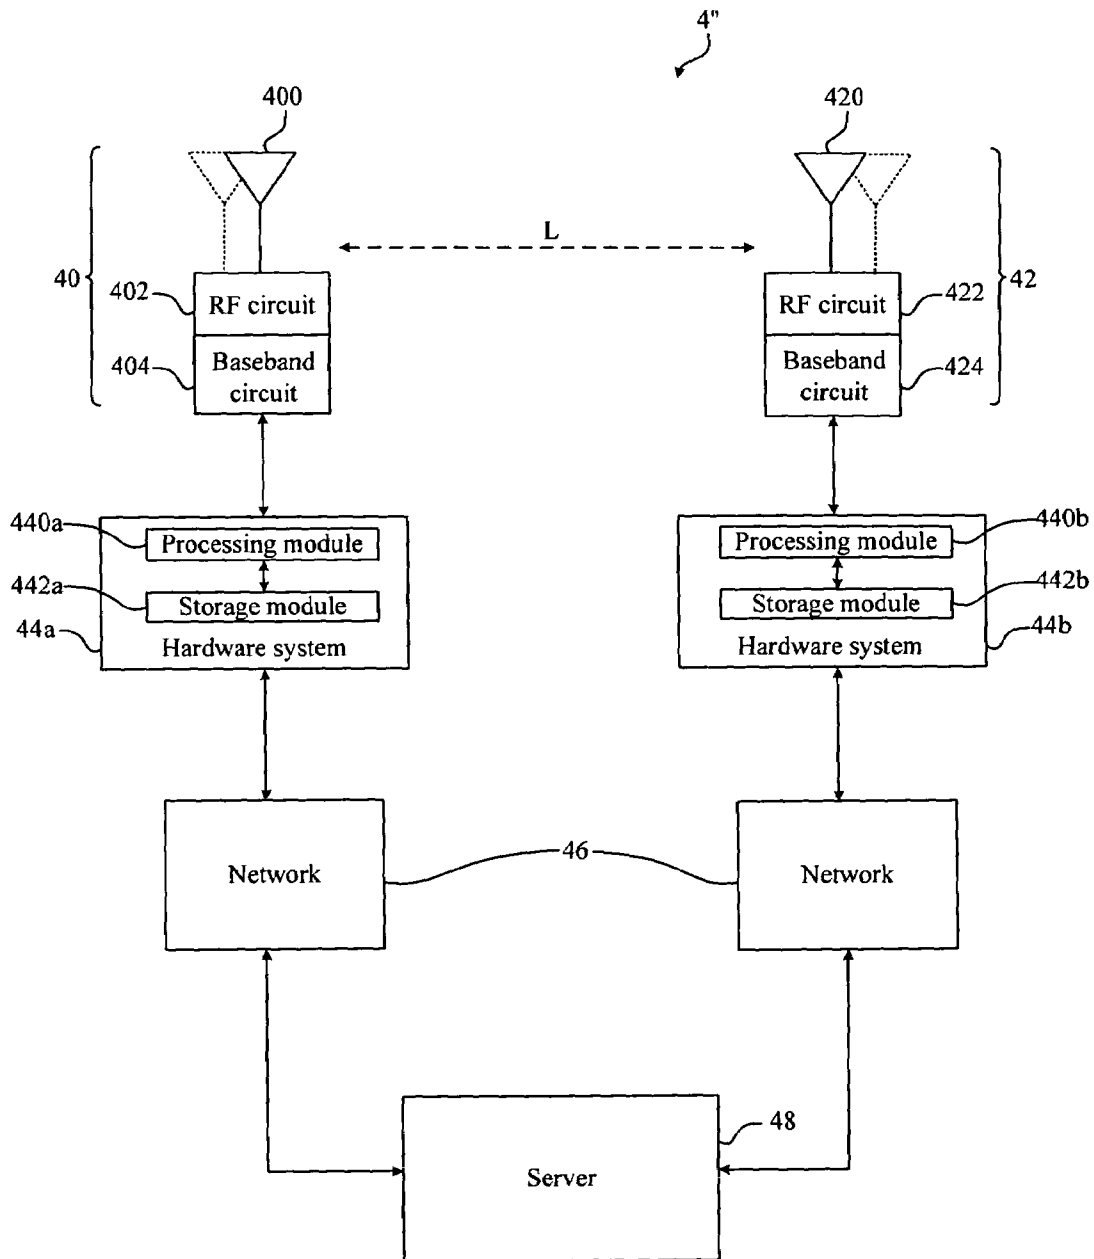 4"
400
420
L
40
42
402
RF circuit
RF circuit
422
404
Baseband
circuit
Baseband
circuit
424
440a
Processing module
Processing module
440b
442a
Storage module
Storage module
442b
44a
Hardware system
Hardware system
44b
Network
46
Network
48
Server